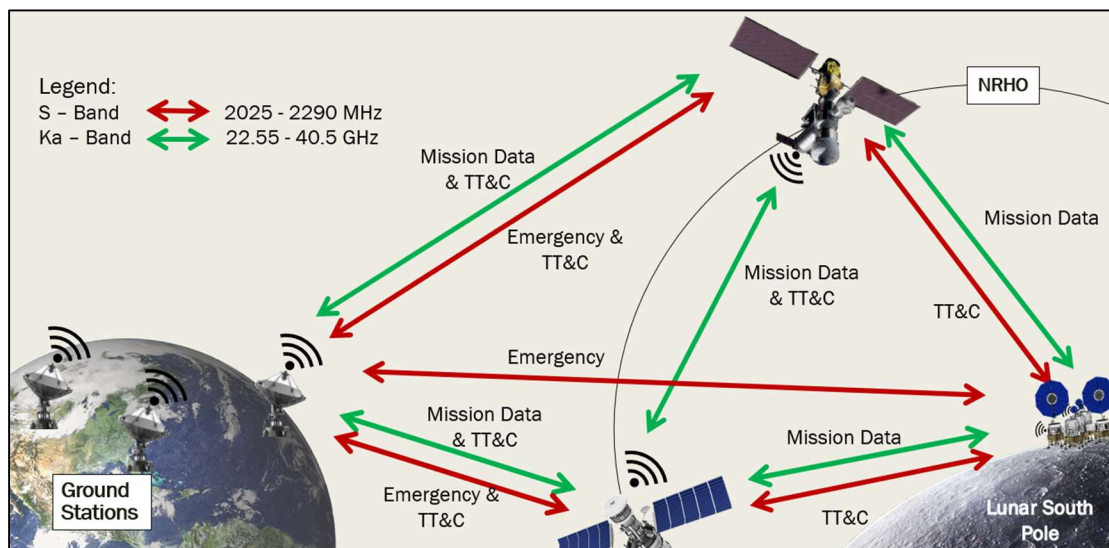 Legend:
S – Band 2025 - 2290 MHz
Ka – Band 22.55 - 40.5 GHz
NRHO
Mission Data
& TT&C
Emergency &
TT&C
Mission Data
Mission Data
& TT&C
TT&C
Emergency
Mission Data
& TT&C
Mission Data
Emergency &
TT&C
TT&C
Ground
Stations
Lunar South
Pole